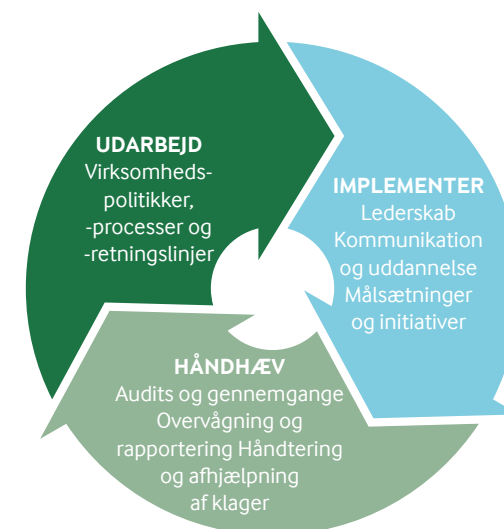 UDARBEJD
Virksomheds-
politikker,
-processer og
-retningslinjer
IMPLEMENTER
Lederskab
Kommunikation
og uddannelse
Målsætninger
og initiativer
HÅNDHÆV
Audits og gennemgange
Overvågning og
rapportering Håndtering
og afhjælpning
af klager